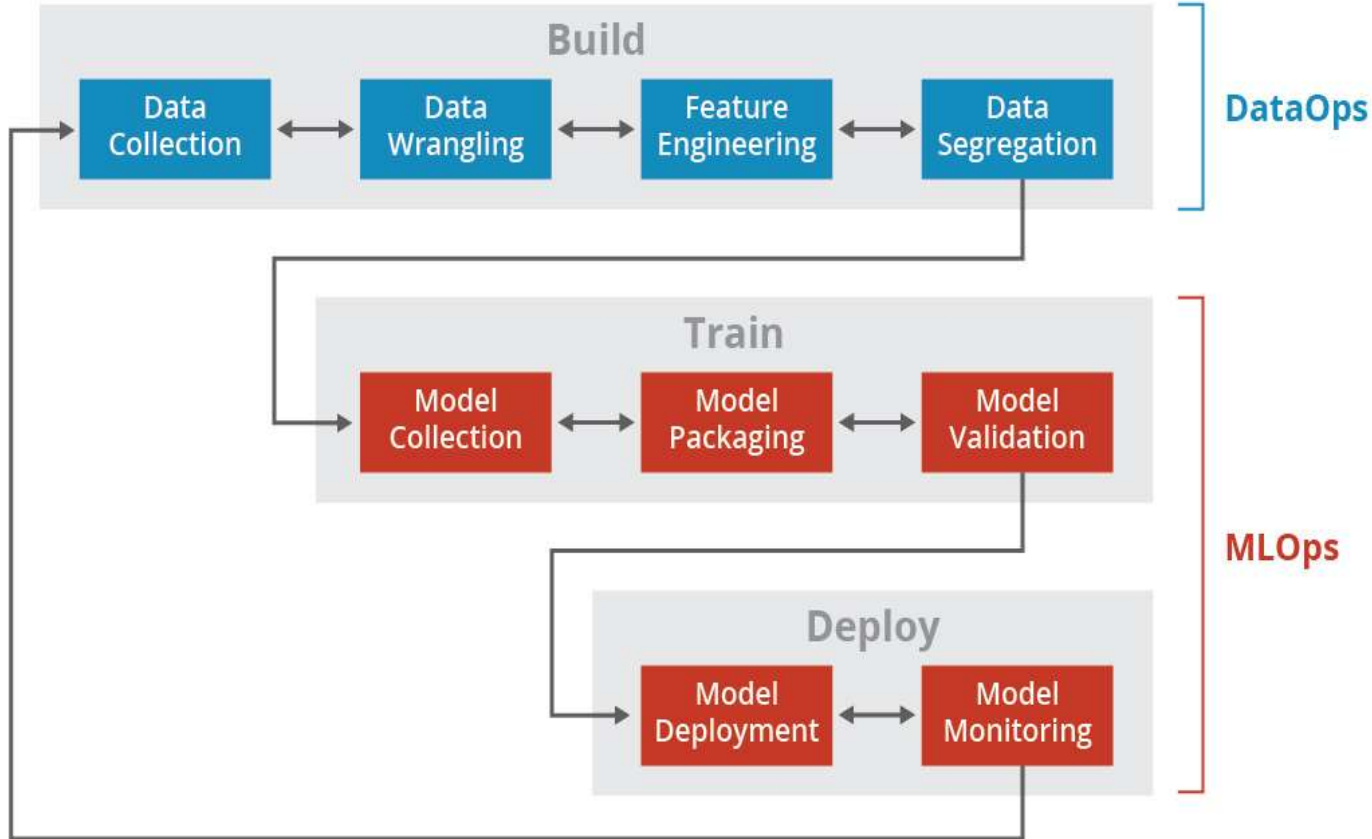 Build
Data
Collection
Data
Wrangling
Feature
Engineering
Data
Segregation
DataOps
Train
Model
Collection
Model
Packaging
Model
Validation
MLOps
Deploy
Model
Deployment
Model
Monitoring